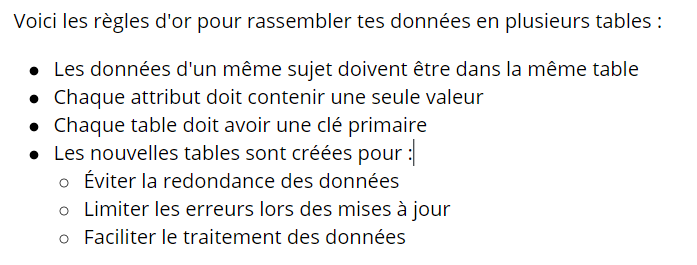 Voici les règles d'or pour rassembler tes données en plusieurs tables :
● Les données d'un même sujet doivent être dans la même table
● Chaque attribut doit contenir une seule valeur
● Chaque table doit avoir une clé primaire
● Les nouvelles tables sont créées pour :
○ Éviter la redondance des données
○ Limiter les erreurs lors des mises à jour
○ Faciliter le traitement des données